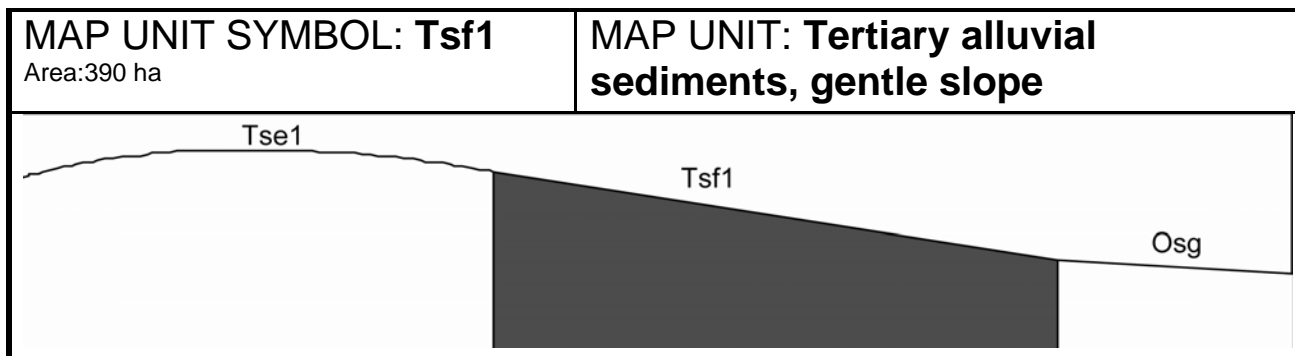 MAP UNIT SYMBOL: Tsf1
Area:390 ha
MAP UNIT: Tertiary alluvial
sediments, gentle slope
Tse1
Tsf1
Osg